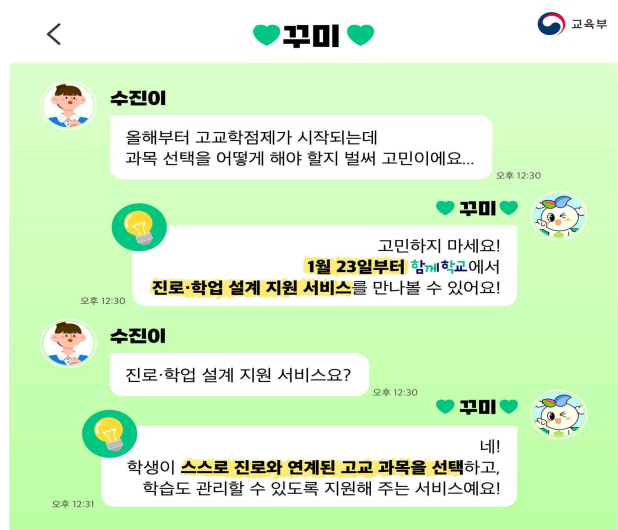 꾸미
교육부
수진이
올해부터 고교학점제가 시작되는데
과목 선택을 어떻게 해야 할지 벌써 고민이에요...
오후 12:30
꾸미
고민하지 마세요!
1월 23일부터 함께학교에서
진로·학업 설계 지원 서비스를 만나볼 수 있어요!
오후 12:30
수진이
진로·학업 설계 지원 서비스요?
오후 12:30
꾸미
네!
학생이 스스로 진로와 연계된 고교 과목을 선택하고,
학습도 관리할 수 있도록 지원해 주는 서비스예요!
오후 12:31